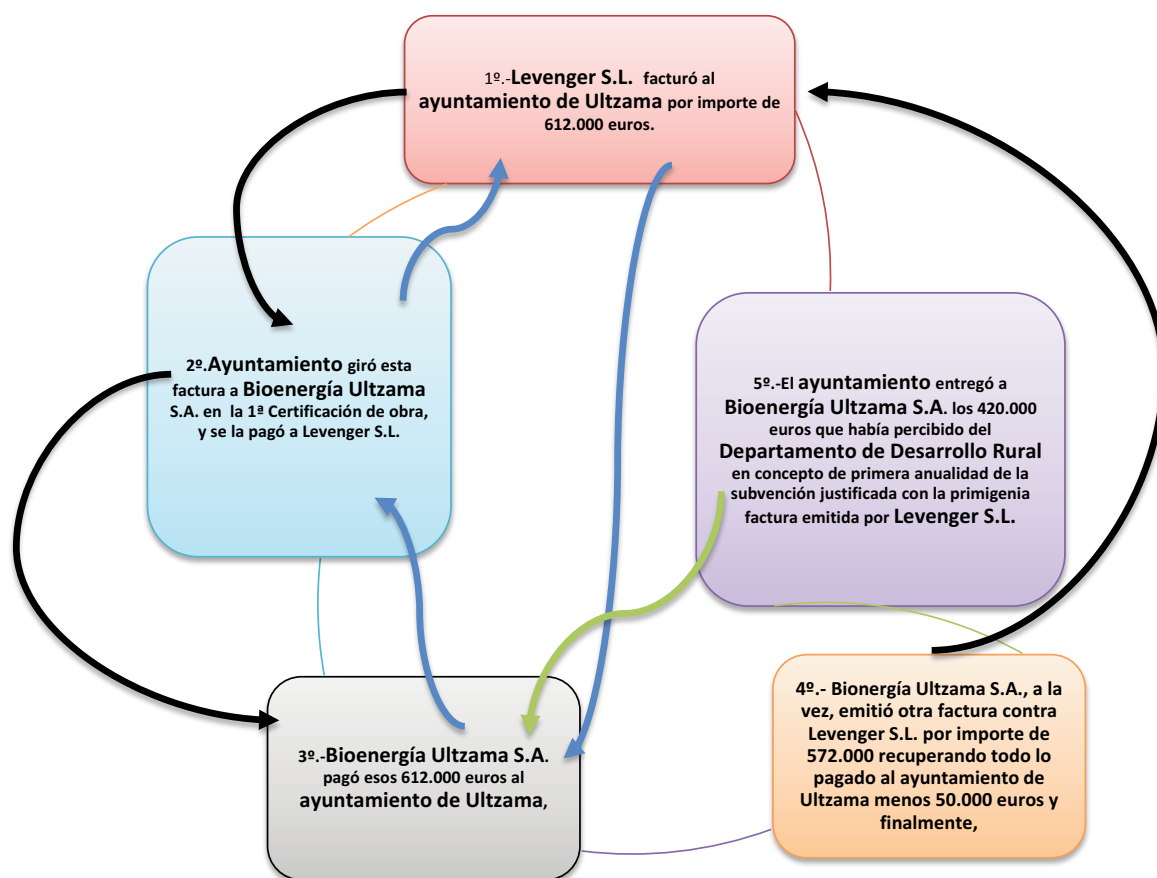 1º.-Levenger S.L. facturó al
ayuntamiento de Ultzama por importe de
612.000 euros.
2º.Ayuntamiento giró esta
factura a Bioenergía Ultzama
S.A. en la 1ª Certificación de obra,
y se la pagó a Levenger S.L.
3º.-Bioenergía Ultzama S.A.
pagó esos 612.000 euros al
ayuntamiento de Ultzama,
4º.- Bionergía Ultzama S.A., a la
vez, emitió otra factura contra
Levenger S.L. por importe de
572.000 recuperando todo lo
pagado al ayuntamiento de
Ultzama menos 50.000 euros y
finalmente,
5º.-El ayuntamiento entregó a
Bioenergía Ultzama S.A. los 420.000
euros que había percibido del
Departamento de Desarrollo Rural
en concepto de primera anualidad de la
subvención justificada con la primigenia
factura emitida por Levenger S.L.